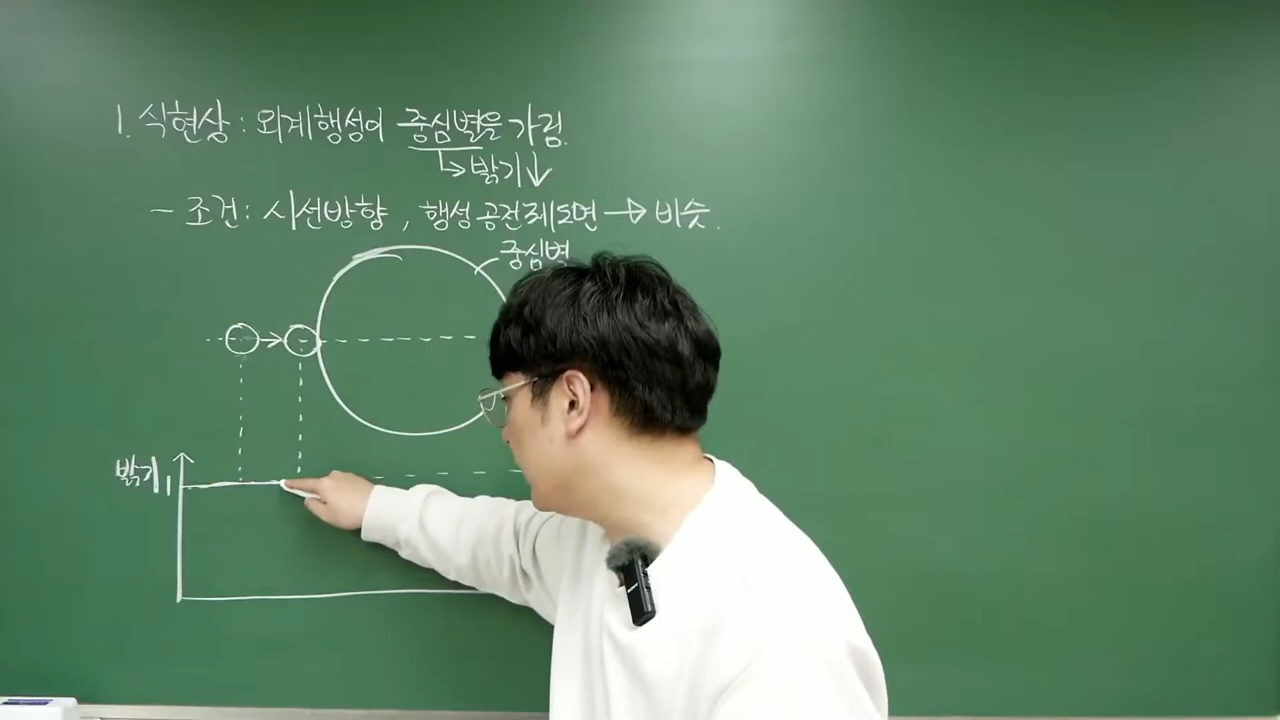 1. 식현상 : 외계행성이 중심별을 가림.
↳ 밝기↓
- 조건 : 시선방향, 행성 공전궤도면 → 비슷.
중심별
밝기
1